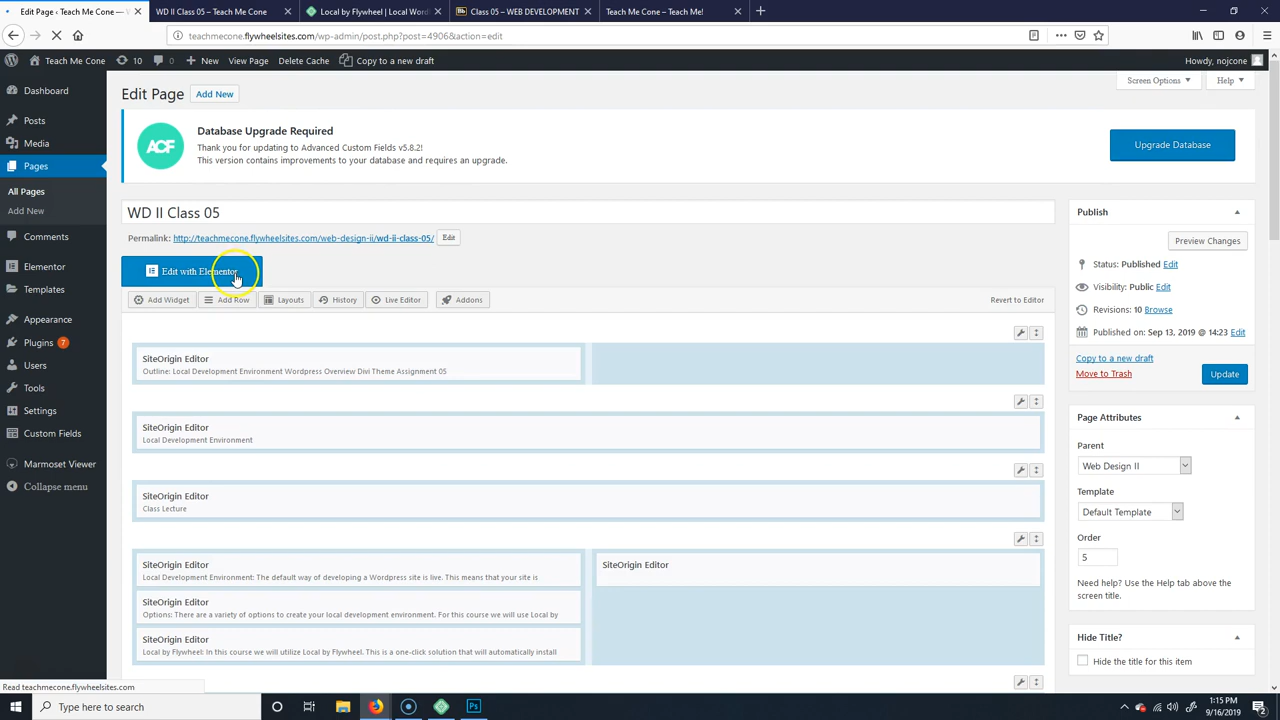 Edit Page ‹ Teach Me Cone — W
WD II Class 05 – Teach Me Cone
Local by Flywheel | Local Word
Class 05 – WEB DEVELOPMENT
Teach Me Cone – Teach Me!
teachmecone.flywheelsites.com/wp-admin/post.php?post=4906&action=edit
Teach Me Cone
10
0
New
View Page
Delete Cache
Copy to a new draft
Howdy, nojcone
Dashboard
Posts
Media
Pages
All Pages
Add New
Comments
Elementor
Templates
Appearance
Plugins 7
Users
Tools
Settings
Custom Fields
Marmoset Viewer
Collapse menu
Screen Options
Help
Edit Page
Add New
ACF
Database Upgrade Required
Thank you for updating to Advanced Custom Fields v5.8.2!
This version contains improvements to your database and requires an upgrade.
Upgrade Database
WD II Class 05
Permalink: http://teachmecone.flywheelsites.com/web-design-ii/wd-ii-class-05/ Edit
Edit with Elementor
Add Widget
Add Row
Layouts
History
Live Editor
Addons
Revert to Editor
SiteOrigin Editor
Outline: Local Development Environment Wordpress Overview Divi Theme Assignment 05
SiteOrigin Editor
Local Development Environment
SiteOrigin Editor
Class Lecture
SiteOrigin Editor
Local Development Environment: The default way of developing a Wordpress site is live. This means that your site is
SiteOrigin Editor
Options: There are a variety of options to create your local development environment. For this course we will use Local by
SiteOrigin Editor
Local by Flywheel: In this course we will utilize Local by Flywheel. This is a one-click solution that will automatically install
SiteOrigin Editor
Publish
Preview Changes
Status: Published Edit
Visibility: Public Edit
Revisions: 10 Browse
Published on: Sep 13, 2019 @ 14:23 Edit
Copy to a new draft
Move to Trash
Update
Page Attributes
Parent
Web Design II
Template
Default Template
Order
5
Need help? Use the Help tab above the
screen title.
Hide Title?
Hide the title for this item
Read teachmecone.flywheelsites.com
Type here to search
Ps
1:15 PM
9/16/2019